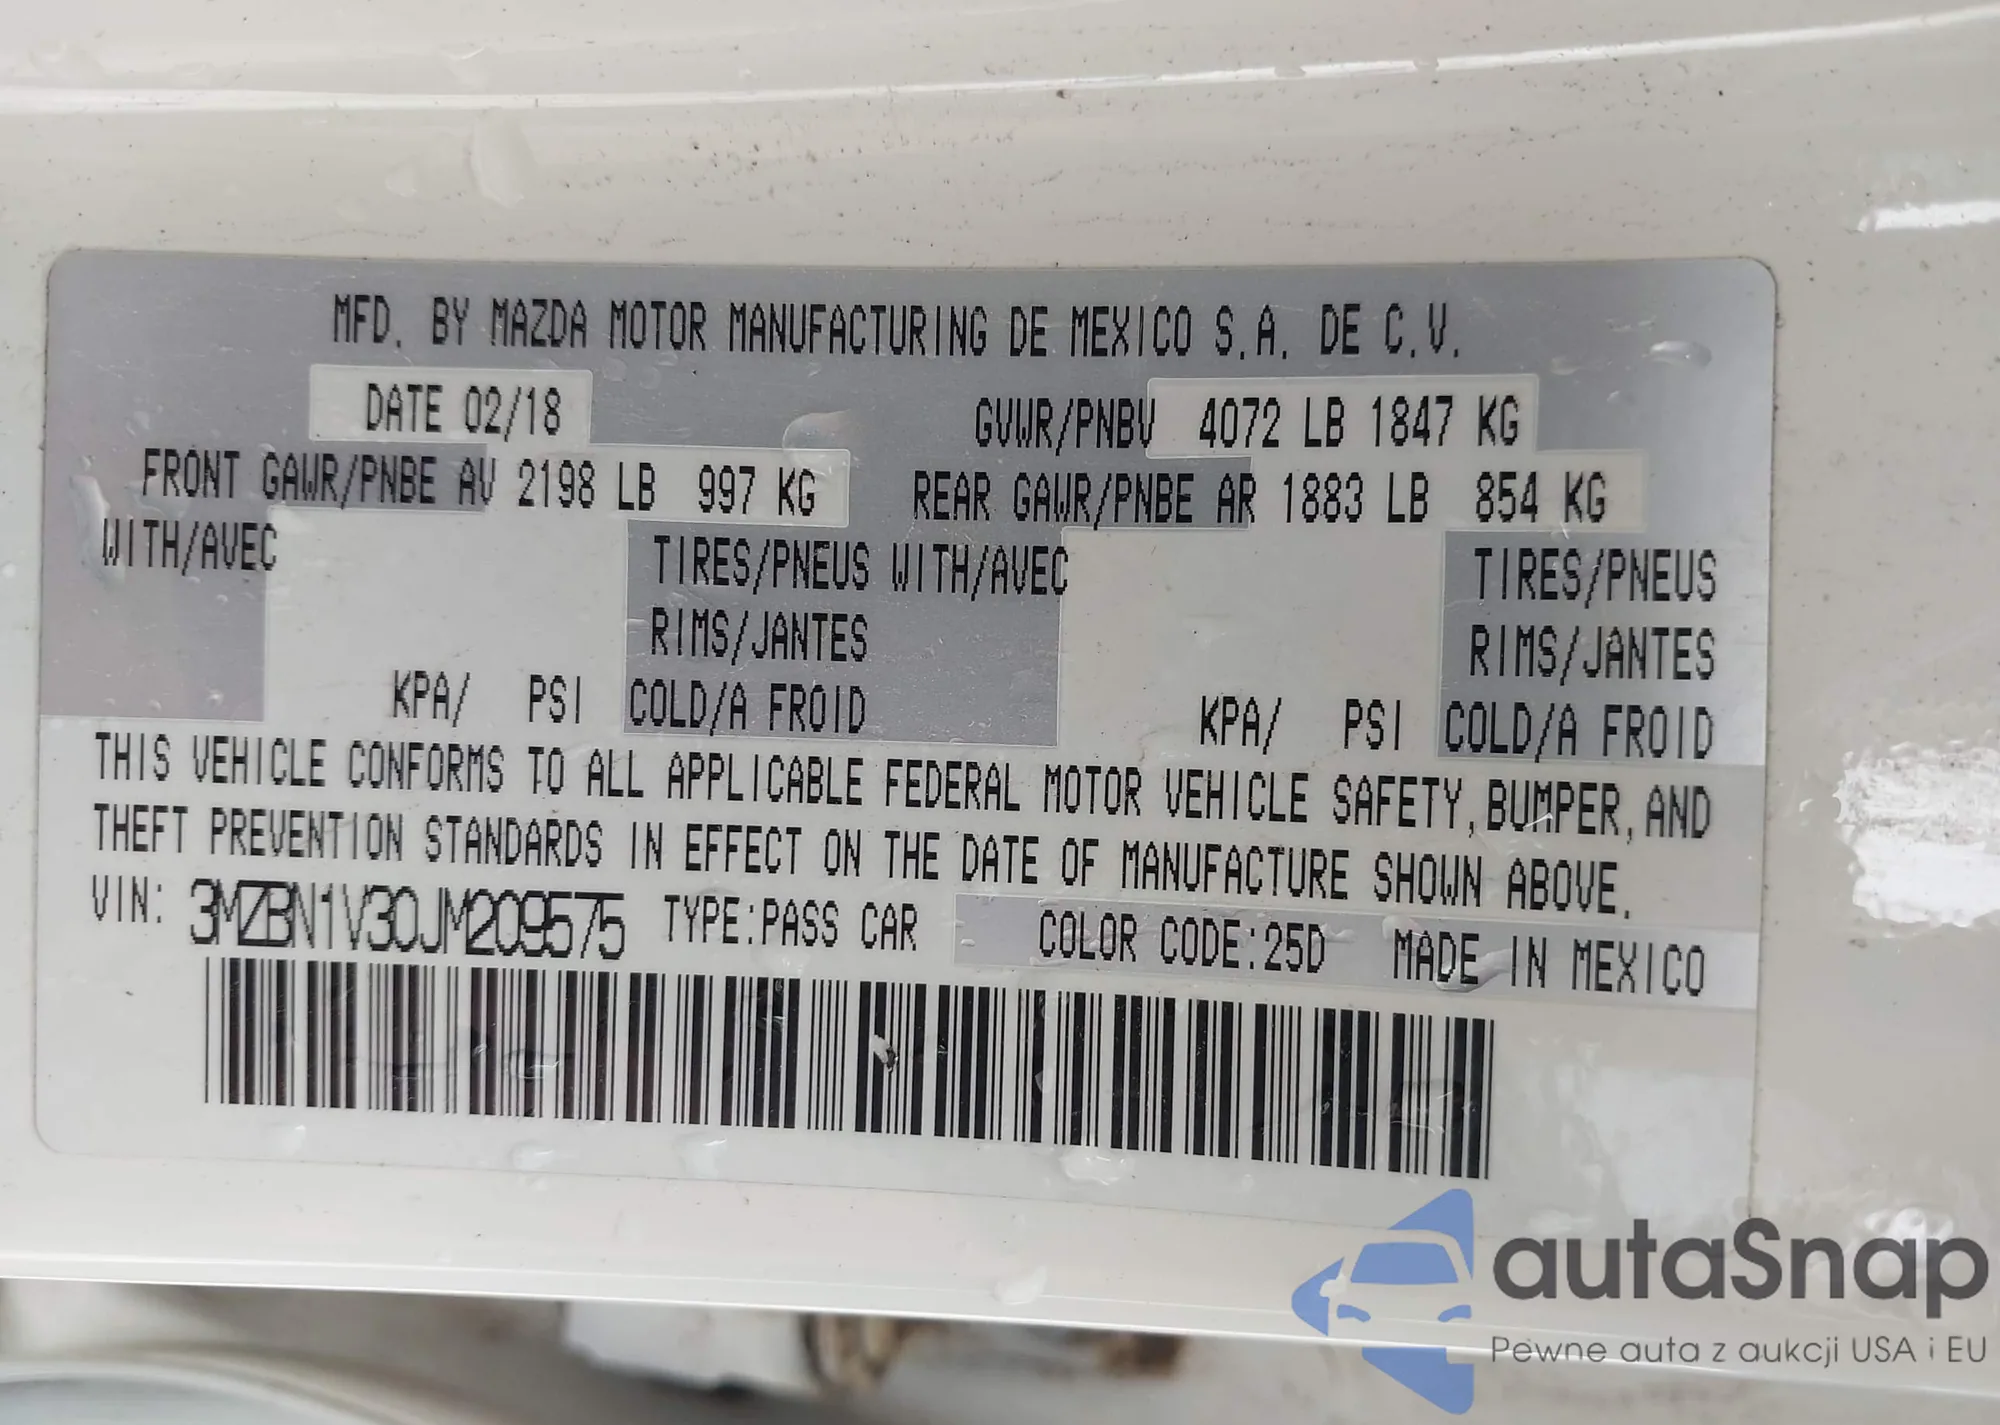 MFD. BY MAZDA MOTOR MANUFACTURING DE MEXICO S.A. DE C.V.
DATE 02/18 GVWR/PNBV 4072 LB 1847 KG
FRONT GAWR/PNBE AV 2198 LB 997 KG REAR GAWR/PNBE AR 1883 LB 854 KG
WITH/AVEC TIRES/PNEUS WITH/AVEC TIRES/PNEUS
RIMS/JANTES RIMS/JANTES
KPA/ PSI COLD/A FROID KPA/ PSI COLD/A FROID
THIS VEHICLE CONFORMS TO ALL APPLICABLE FEDERAL MOTOR VEHICLE SAFETY, BUMPER, AND
THEFT PREVENTION STANDARDS IN EFFECT ON THE DATE OF MANUFACTURE SHOWN ABOVE.
VIN: 3MZBN1V30JM209575 TYPE:PASS CAR COLOR CODE:25D MADE IN MEXICO
autaSnap
Pewne auta z aukcji USA i EU